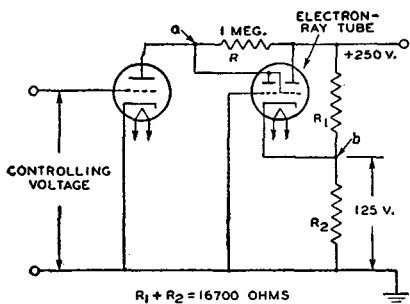 ELECTRON-
RAY TUBE
a
1 MEG.
R
+250 V.
R1
b
CONTROLLING
VOLTAGE
R2
125 V.
R1 + R2 = 16700 OHMS